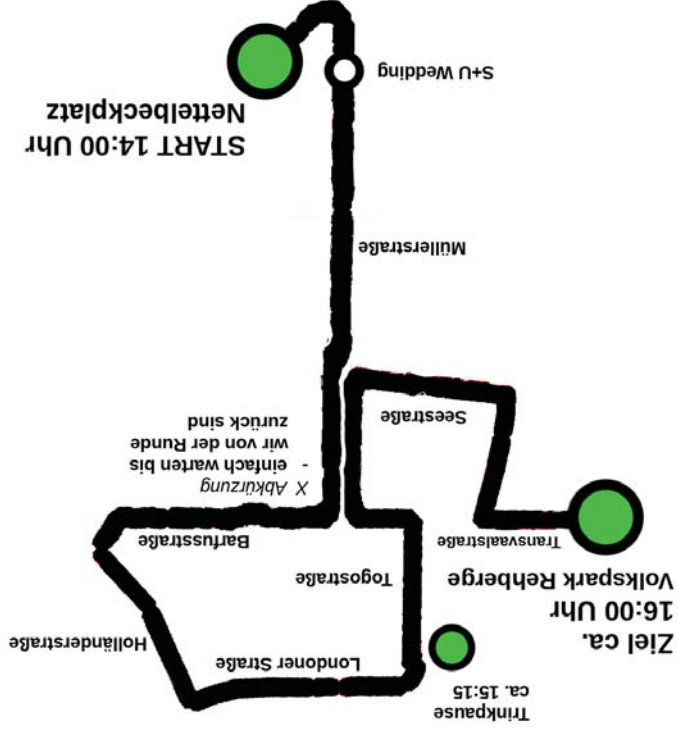 Trinkpause
ca. 15:15
Ziel ca.
16:00 Uhr
Volkspark Rehberge
Londoner Straße
Holländerstraße
Togostraße
Transvaalstraße
Barfusstraße
X Abkürzung
- einfach warten bis
wir von der Runde
zurück sind
Seestraße
Müllerstraße
START 14:00 Uhr
Nettelbeckplatz
S+U Wedding